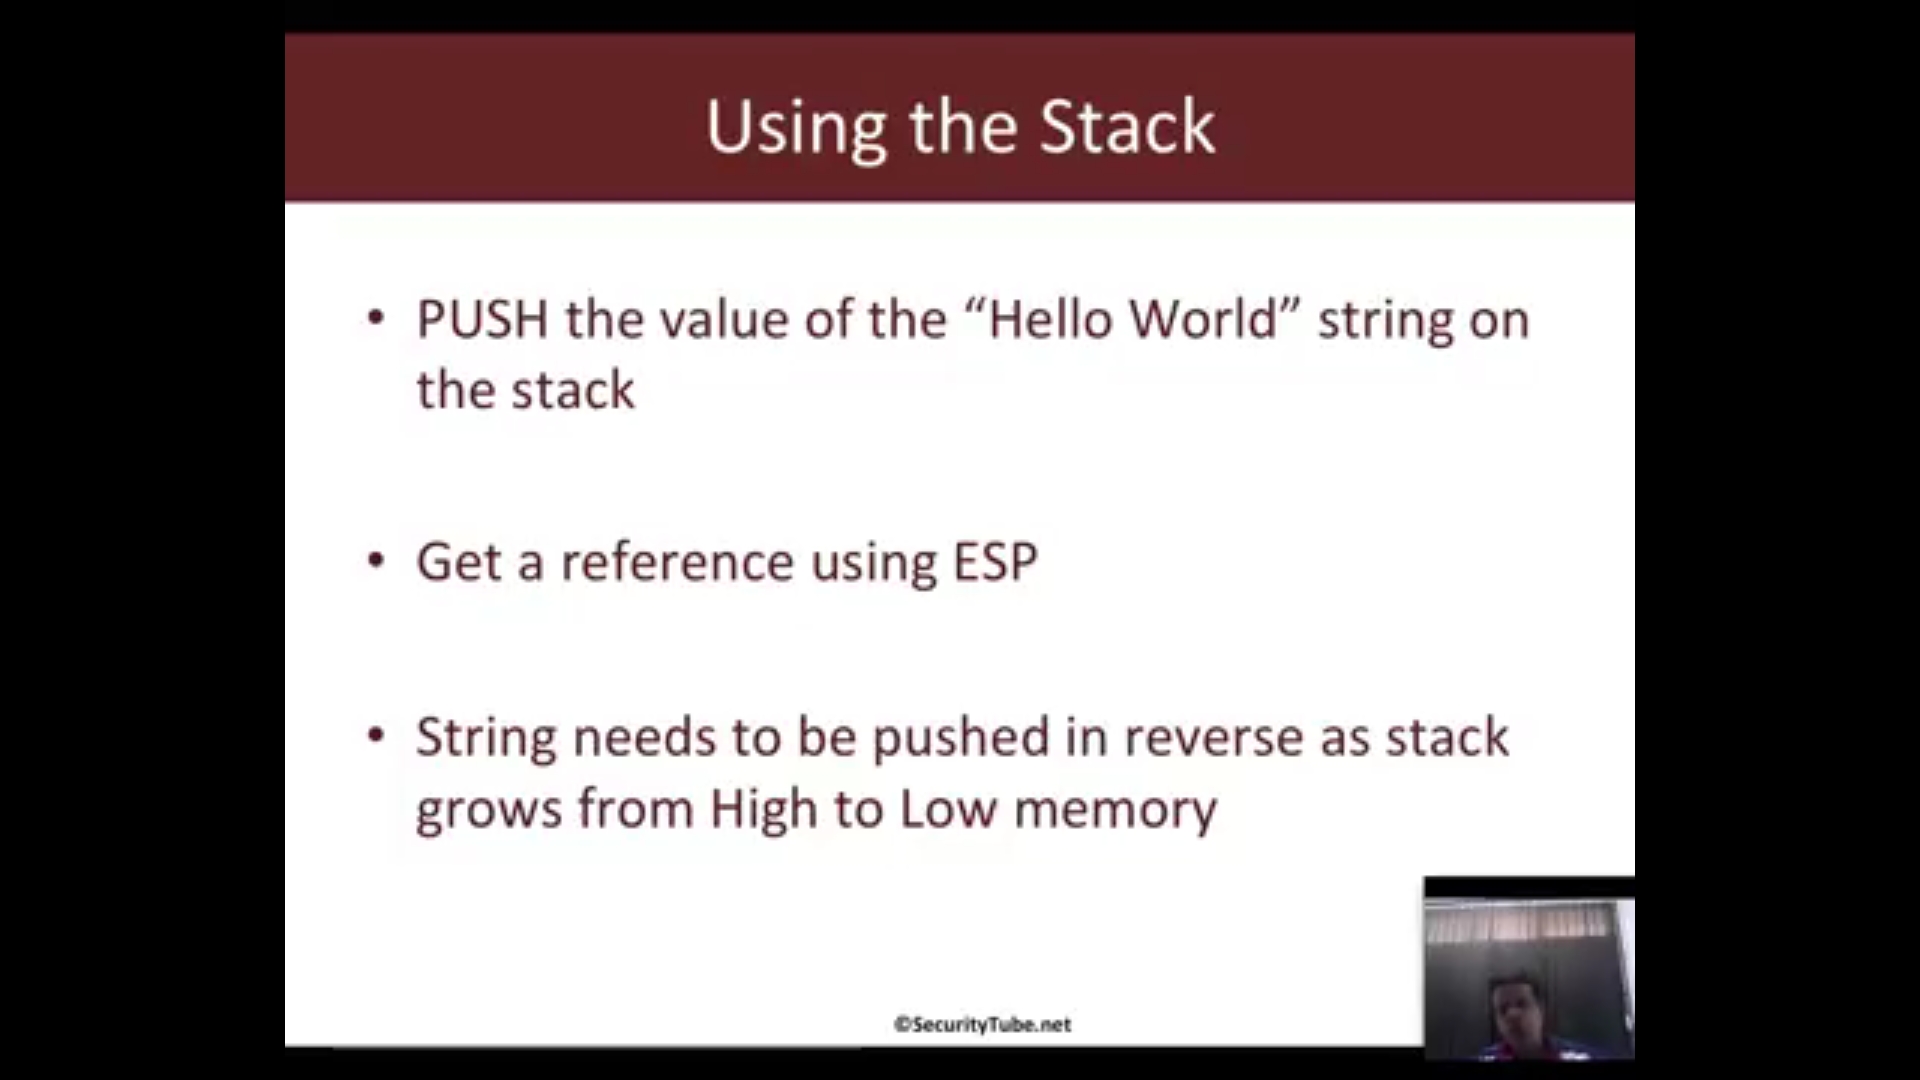 Using the Stack
• PUSH the value of the “Hello World” string on
the stack
• Get a reference using ESP
• String needs to be pushed in reverse as stack
grows from High to Low memory
©SecurityTube.net